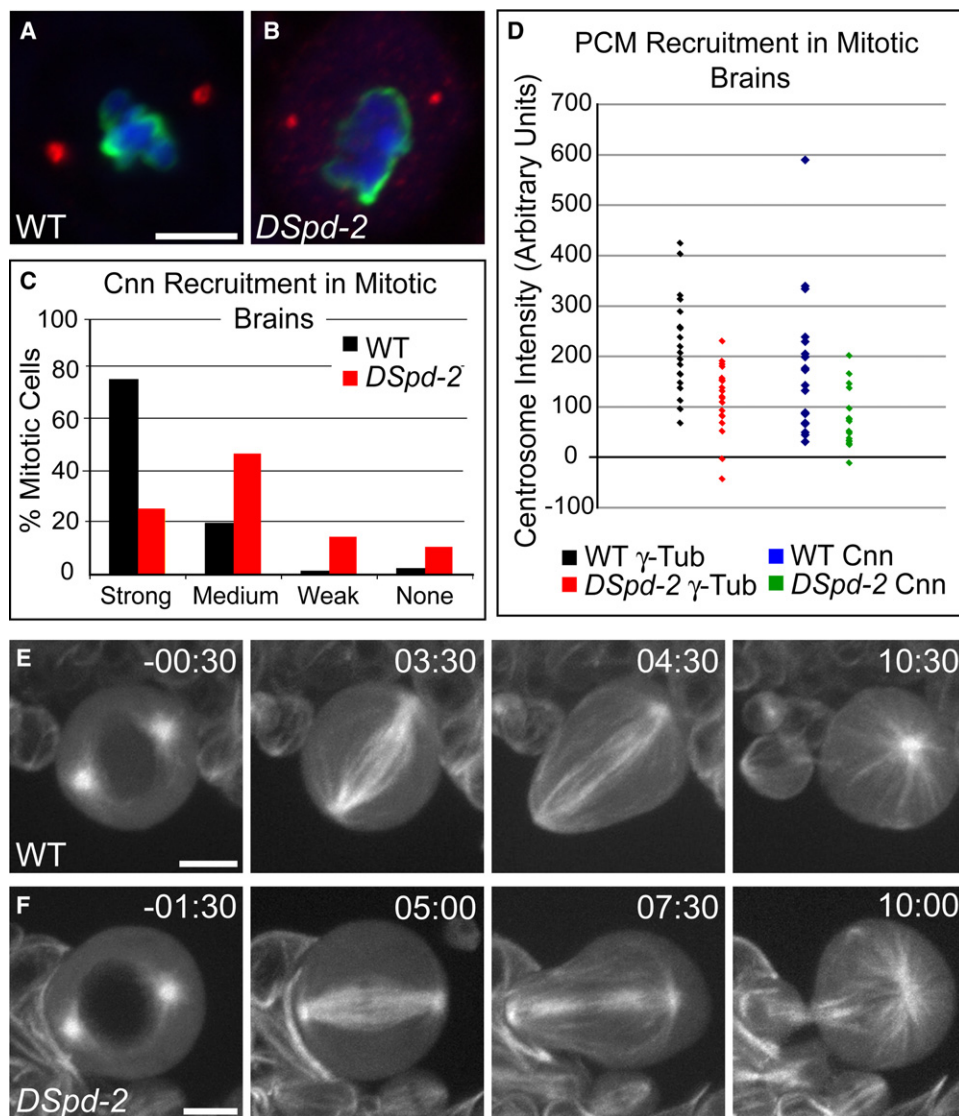 A
WT
B
DSpd-2
C
Cnn Recruitment in Mitotic
Brains
WT
DSpd-2
% Mitotic Cells
100
80
60
40
20
0
Strong
Medium
Weak
None
D
PCM Recruitment in Mitotic
Brains
Centrosome Intensity (Arbitrary Units)
700
600
500
400
300
200
100
0
-100
WT γ-Tub
WT Cnn
DSpd-2 γ-Tub
DSpd-2 Cnn
E
-00:30
03:30
04:30
10:30
WT
F
-01:30
05:00
07:30
10:00
DSpd-2